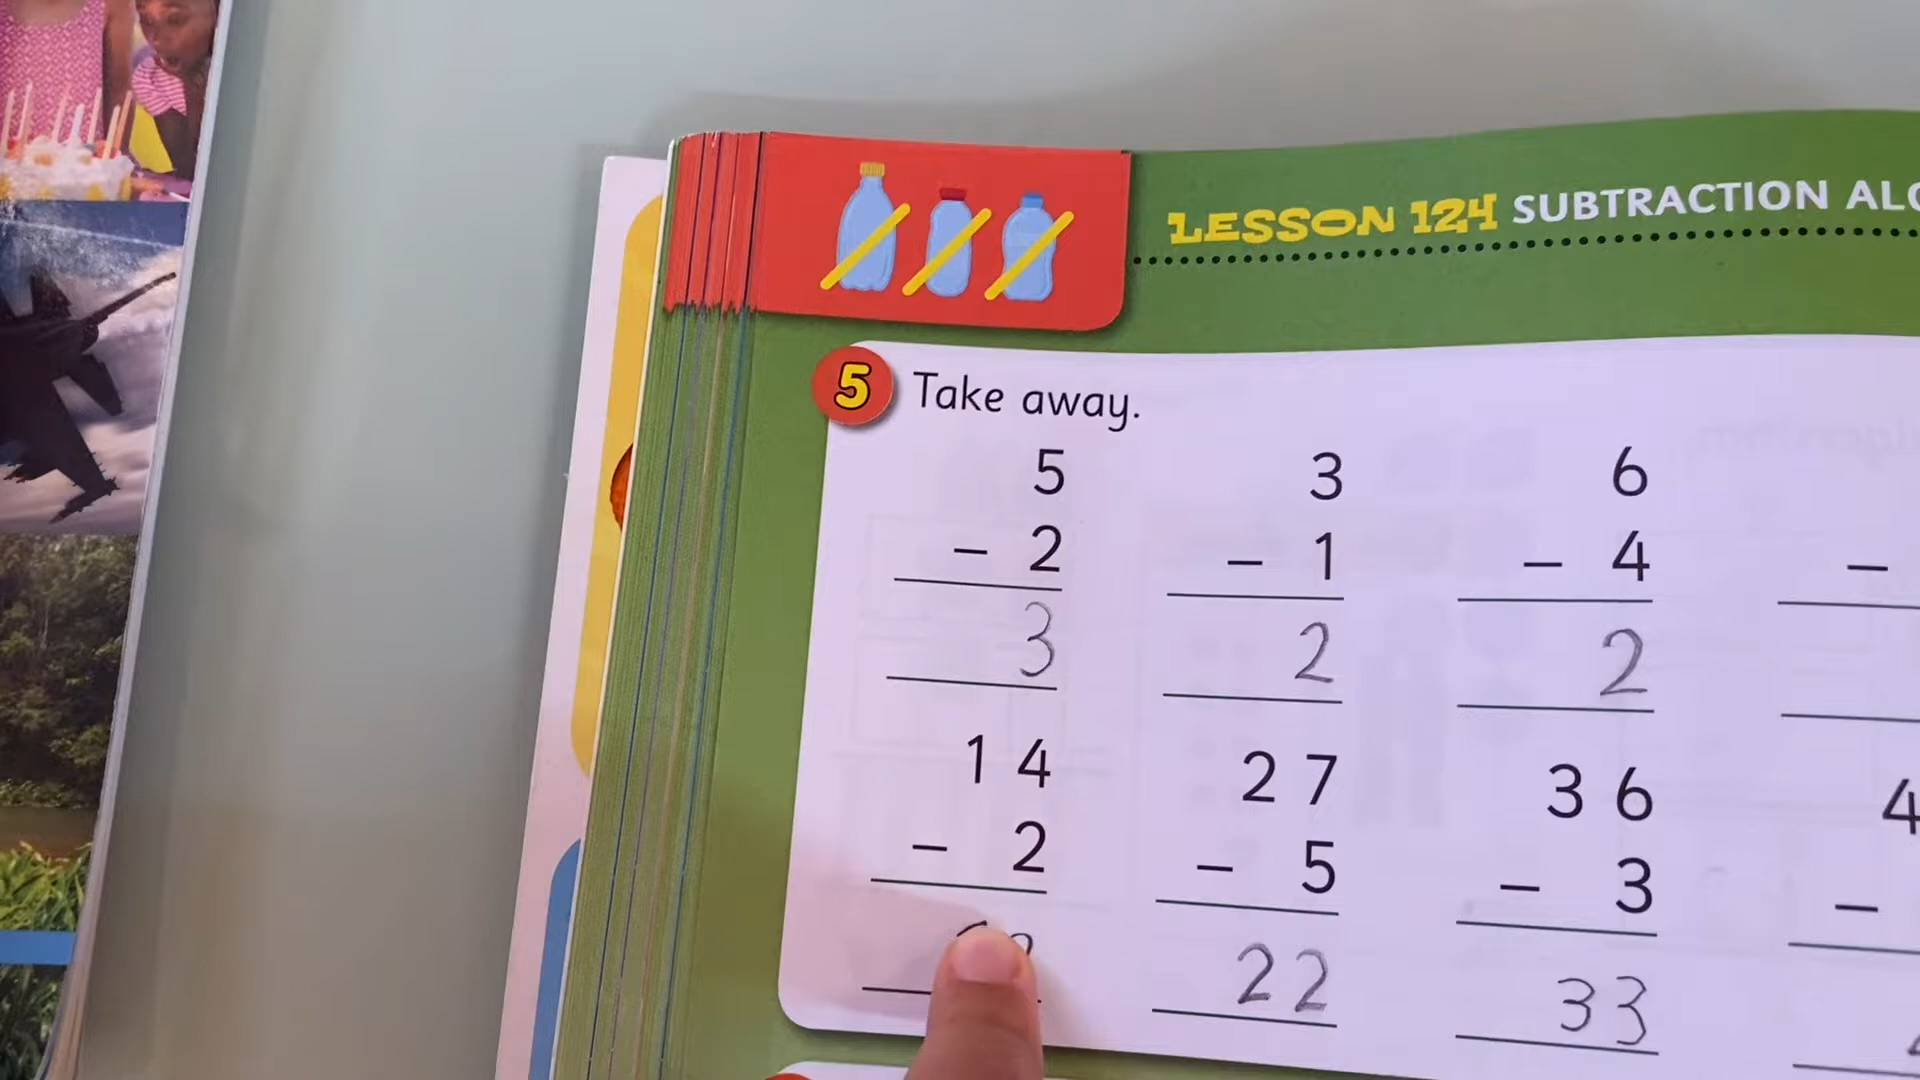 LESSON 124 SUBTRACTION
5 Take away.
5 3 6
- 2 - 1 - 4 -
3 2 2
14 27 36 4
- 2 - 5 - 3 -
22 33